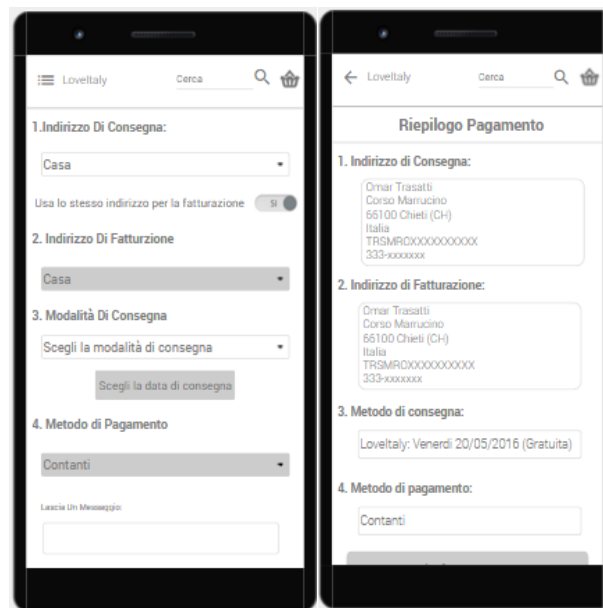 LoveItaly
Cerca
1.Indirizzo Di Consegna:
Casa
Usa lo stesso indirizzo per la fatturazione
SI
2. Indirizzo Di Fatturzione
Casa
3. Modalità Di Consegna
Scegli la modalità di consegna
Scegli la data di consegna
4. Metodo di Pagamento
Contanti
Lascia Un Messaggio:
LoveItaly
Cerca
Riepilogo Pagamento
1. Indirizzo di Consegna:
Omar Trasatti
Corso Marrucino
66100 Chieti (CH)
Italia
TRSMROXXXXXXXXXX
333-xxxxxxx
2. Indirizzo di Fatturazione:
Omar Trasatti
Corso Marrucino
66100 Chieti (CH)
Italia
TRSMROXXXXXXXXXX
333-xxxxxxx
3. Metodo di consegna:
LoveItaly: Venerdi 20/05/2016 (Gratuita)
4. Metodo di pagamento:
Contanti